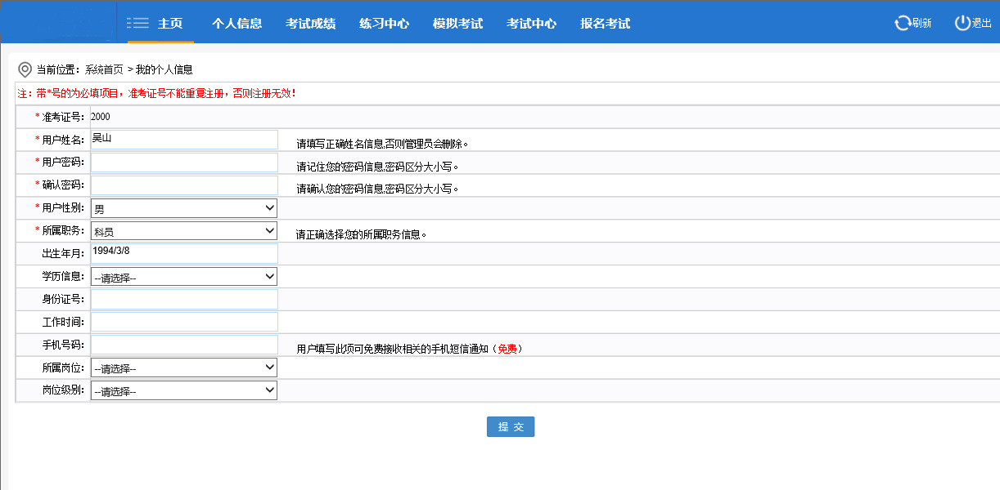 主页 个人信息 考试成绩 练习中心 模拟考试 考试中心 报名考试 刷新 退出
当前位置：系统首页 > 我的个人信息
注：带*号的为必填项目，准考证号不能重复注册，否则注册无效！
* 准考证号：2000
* 用户姓名：吴山 请填写正确姓名信息,否则管理员会删除。
* 用户密码： 请记住您的密码信息,密码区分大小写。
* 确认密码： 请确认您的密码信息,密码区分大小写。
* 用户性别：男
* 所属职务：科员 请正确选择您的所属职务信息。
出生年月：1994/3/8
学历信息：--请选择--
身份证号：
工作时间：
手机号码： 用户填写此项可免费接收相关的手机短信通知（免费）
所属岗位：--请选择--
岗位级别：--请选择--
提 交